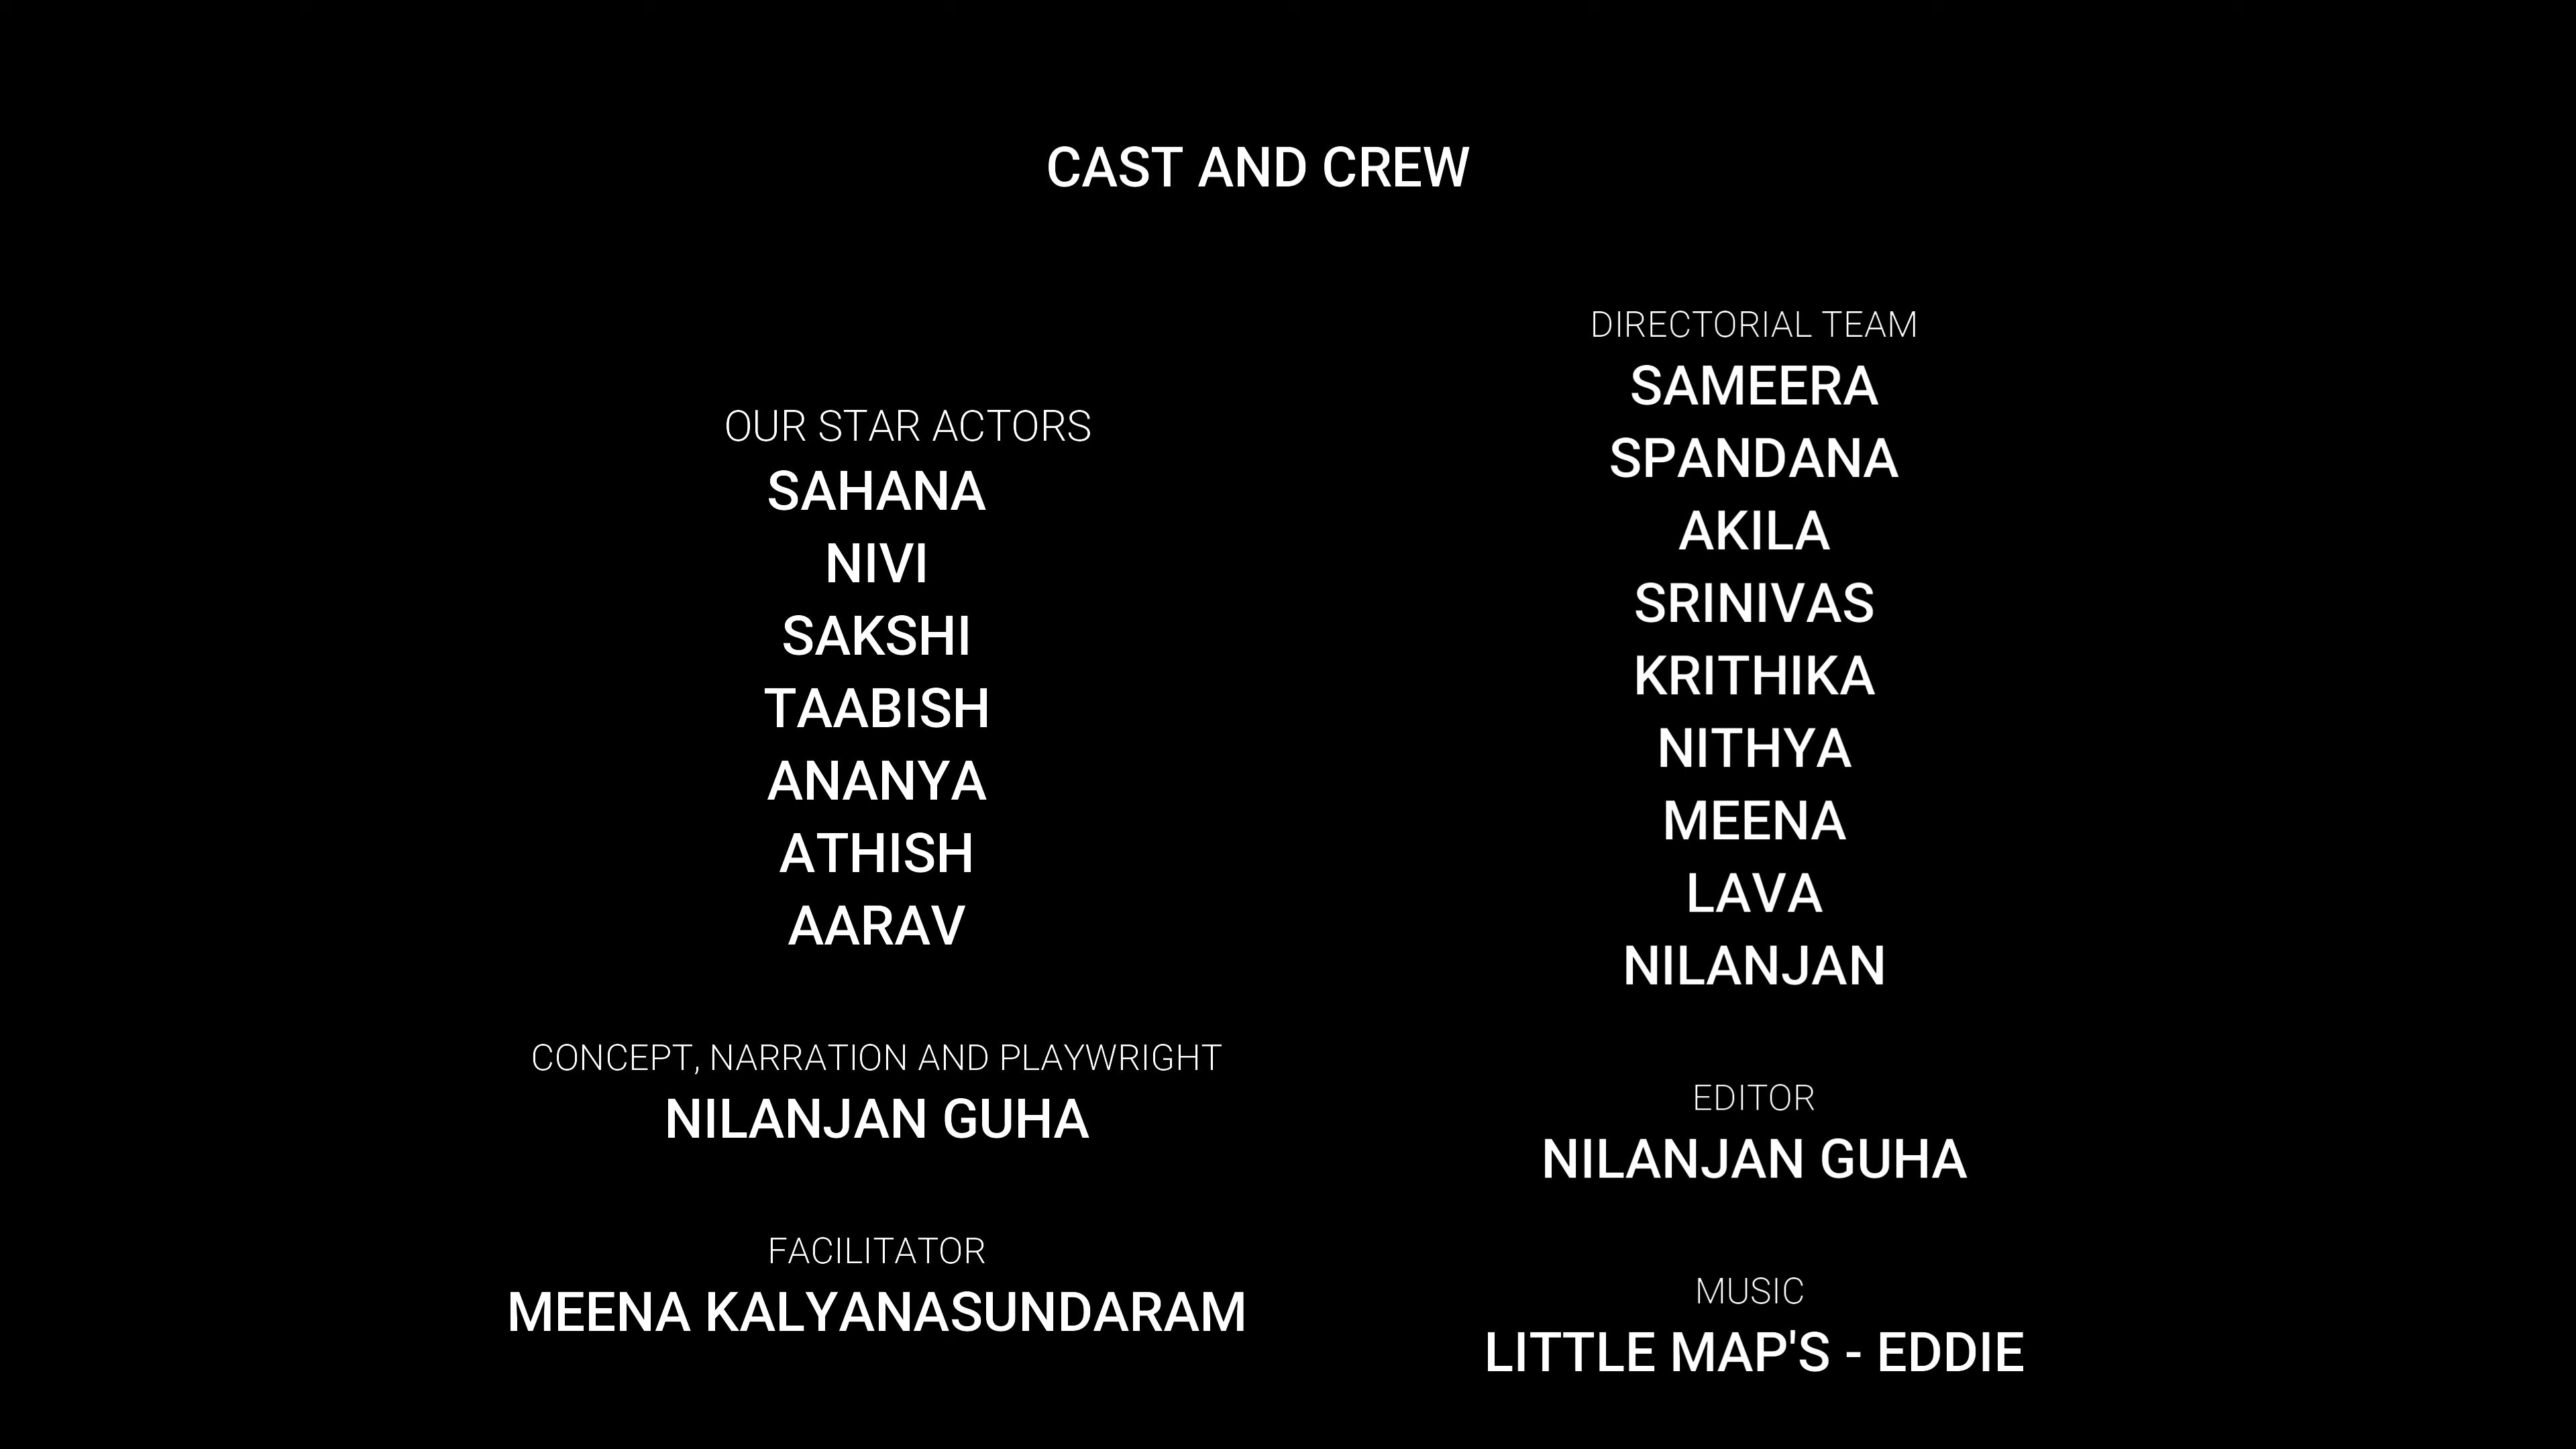 CAST AND CREW
OUR STAR ACTORS
SAHANA
NIVI
SAKSHI
TAABISH
ANANYA
ATHISH
AARAV
CONCEPT, NARRATION AND PLAYWRIGHT
NILANJAN GUHA
FACILITATOR
MEENA KALYANASUNDARAM
DIRECTORIAL TEAM
SAMEERA
SPANDANA
AKILA
SRINIVAS
KRITHIKA
NITHYA
MEENA
LAVA
NILANJAN
EDITOR
NILANJAN GUHA
MUSIC
LITTLE MAP'S - EDDIE